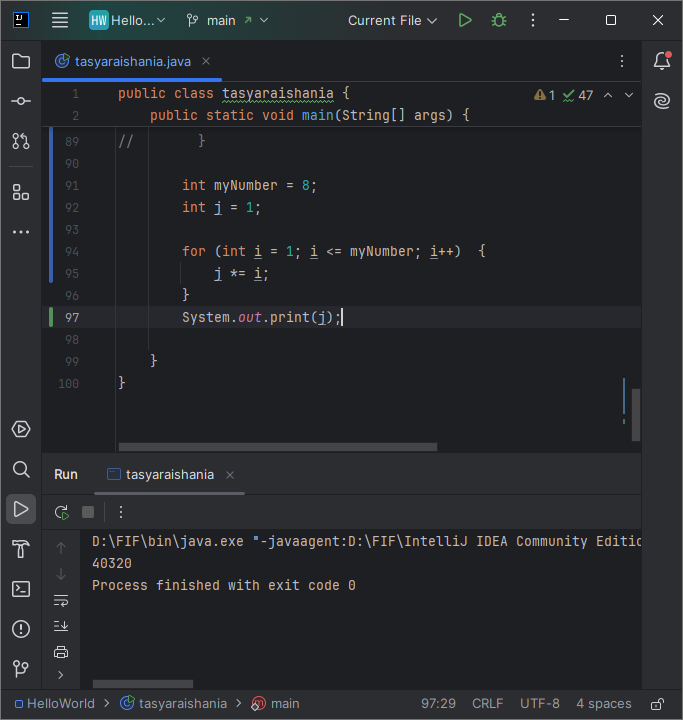 HW Hello... main Current File
tasyaraishania.java
1 public class tasyaraishania { 1 47
2 public static void main(String[] args) {
89 // }
90
91 int myNumber = 8;
92 int j = 1;
93
94 for (int i = 1; i <= myNumber; i++) {
95 j *= i;
96 }
97 System.out.print(j);
98
99 }
100 }
Run tasyaraishania
D:\FIF\bin\java.exe "-javaagent:D:\FIF\IntelliJ IDEA Community Editio
40320
Process finished with exit code 0
HelloWorld > tasyaraishania > main 97:29 CRLF UTF-8 4 spaces